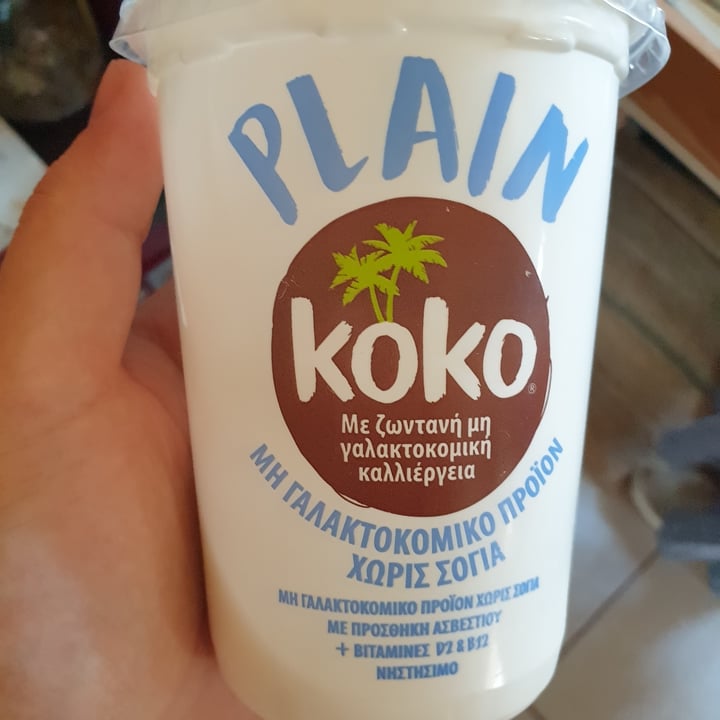 PLAIN
koko®
Με ζωντανή μη
γαλακτοκομική
καλλιέργεια
ΜΗ ΓΑΛΑΚΤΟΚΟΜΙΚΟ ΠΡΟΪΟΝ
ΧΩΡΙΣ ΣΟΓΙΑ
ΜΗ ΓΑΛΑΚΤΟΚΟΜΙΚΟ ΠΡΟΪΟΝ ΧΩΡΙΣ ΣΟΓΙΑ
ΜΕ ΠΡΟΣΘΗΚΗ ΑΣΒΕΣΤΙΟΥ
+ ΒΙΤΑΜΙΝΕΣ D2 & B12
ΝΗΣΤΗΣΙΜΟ